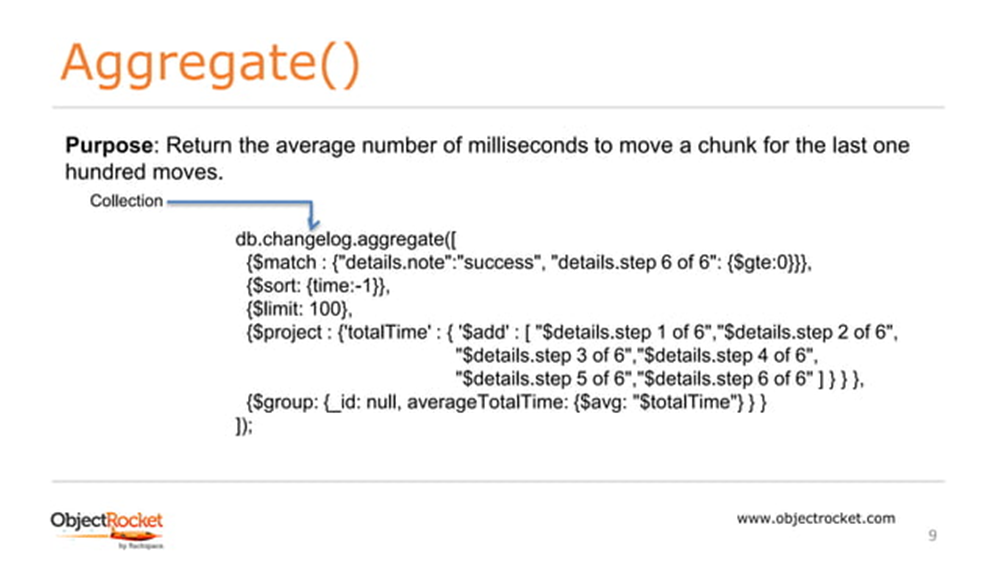 Aggregate()
Purpose: Return the average number of milliseconds to move a chunk for the last one
hundred moves.
Collection
db.changelog.aggregate([
{$match : {"details.note":"success", "details.step 6 of 6": {$gte:0}}},
{$sort: {time:-1}},
{$limit: 100},
{$project : {'totalTime' : { '$add' : [ "$details.step 1 of 6","$details.step 2 of 6",
"$details.step 3 of 6","$details.step 4 of 6",
"$details.step 5 of 6","$details.step 6 of 6" ] } } },
{$group: {_id: null, averageTotalTime: {$avg: "$totalTime"} } }
]);
ObjectRocket
by Rackspace
www.objectrocket.com
9